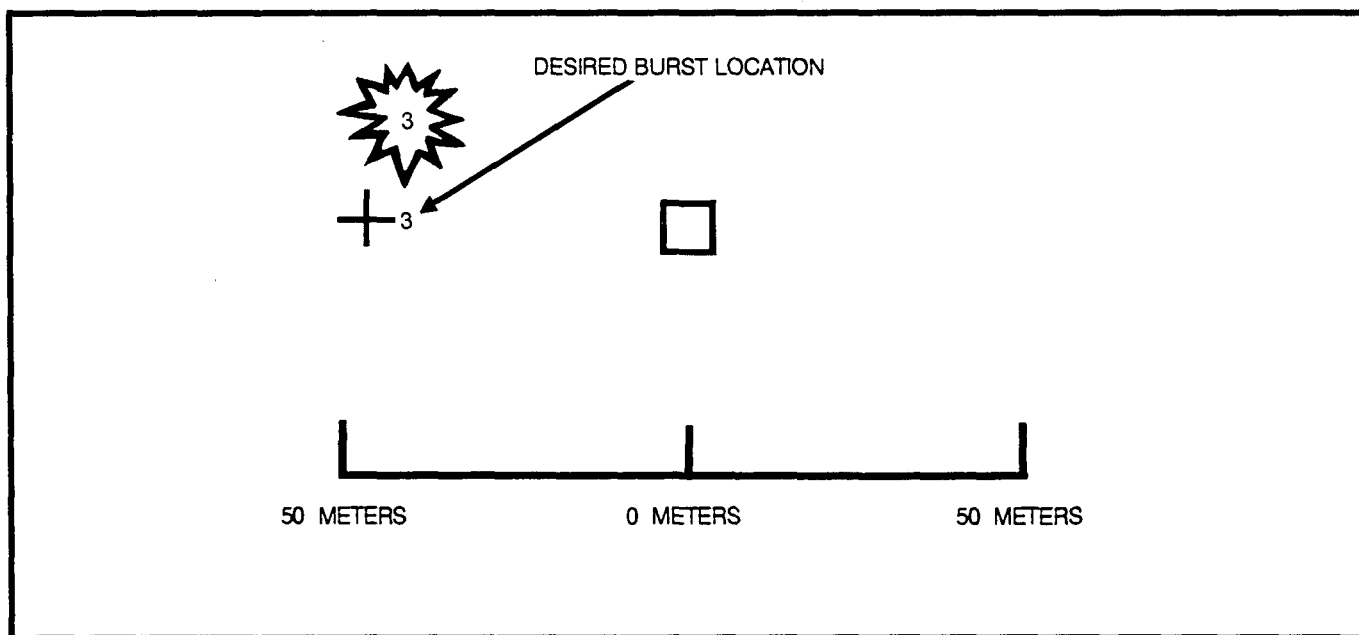 DESIRED BURST LOCATION
3
3
50 METERS 0 METERS 50 METERS